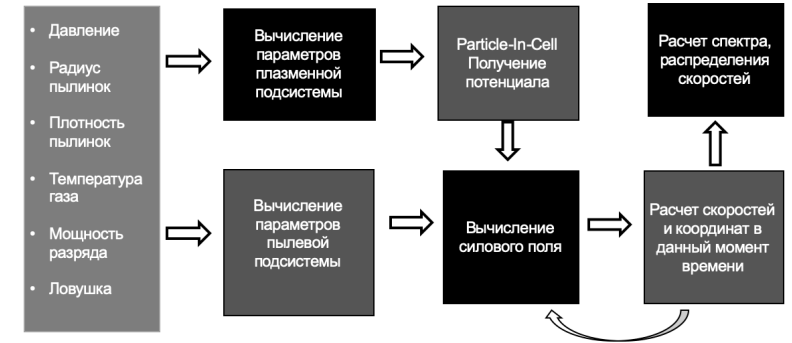 • Давление
• Радиус
пылинок
• Плотность
пылинок
• Температура
газа
• Мощность
разряда
• Ловушка
Вычисление
параметров
плазменной
подсистемы
Particle-In-Cell
Получение
потенциала
Расчет спектра,
распределения
скоростей
Вычисление
параметров
пылевой
подсистемы
Вычисление
силового поля
Расчет скоростей
и координат в
данный момент
времени